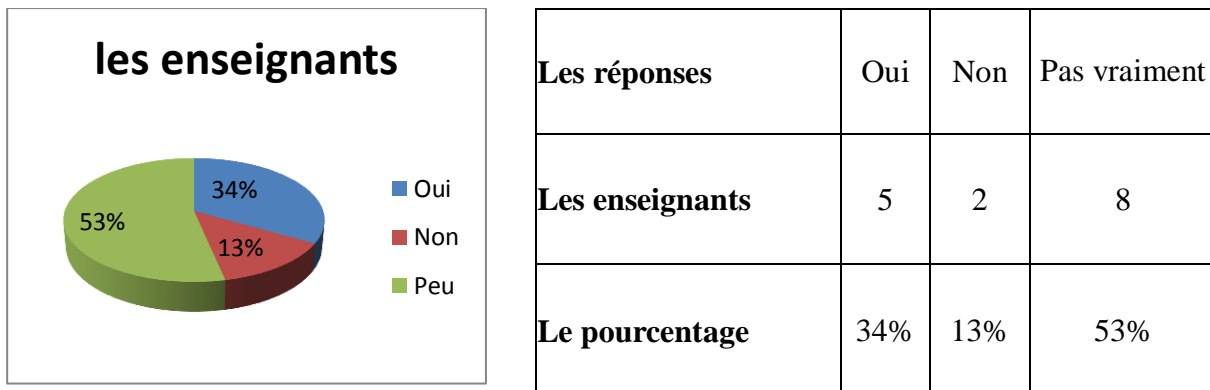 les enseignants
34%
53%
13%
Oui
Non
Peu
Les réponses Oui Non Pas vraiment
Les enseignants 5 2 8
Le pourcentage 34% 13% 53%